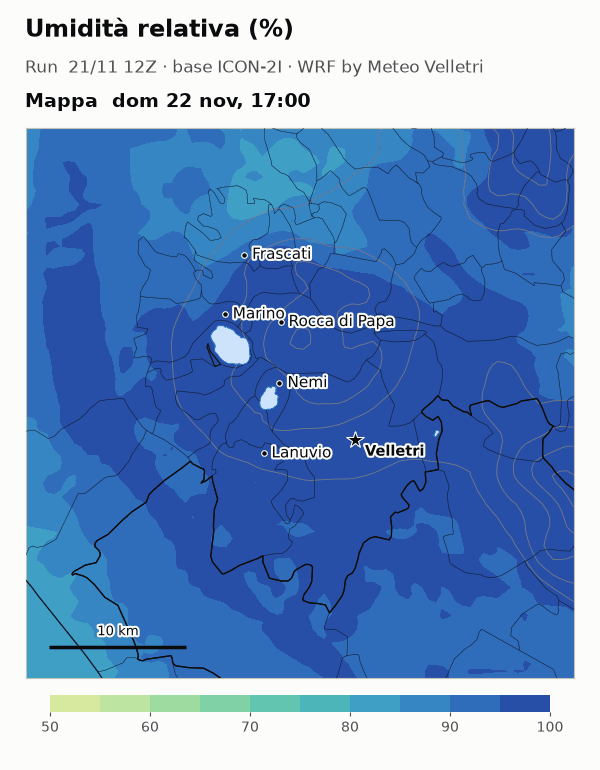 Umidità relativa (%)
Run  21/11 12Z · base ICON-2I · WRF by Meteo Velletri
Mappa  dom 22 nov, 17:00
Frascati
Marino
Rocca di Papa
Nemi
Velletri
Lanuvio
10 km
50 60 70 80 90 100